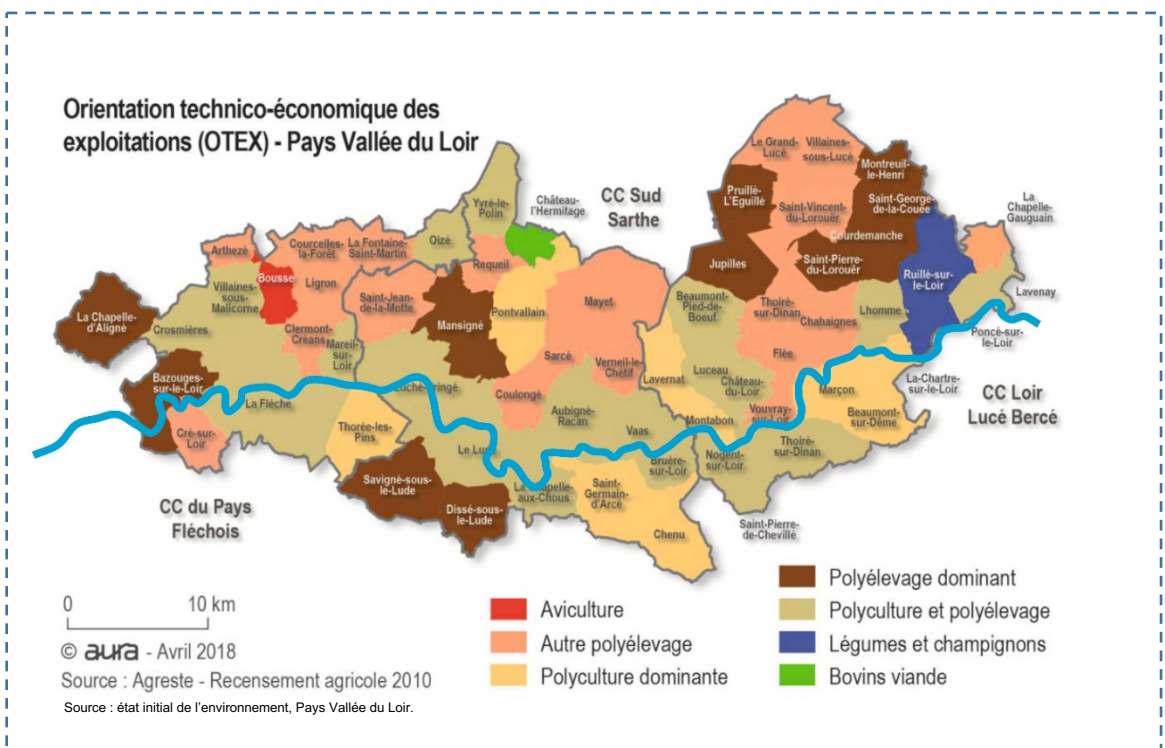 Orientation technico-économique des
exploitations (OTEX) - Pays Vallée du Loir
CC Sud
Sarthe
Château-
l'Hermitage
Yvré-le-
Polin
Oizé
Requeil
Le Grand-
Lucé
Villaines-
sous-Lucé
Montreuil-
le-Henri
Pruillé-
L'Eguillé
Saint-Vincent-
du-Lorouër
Saint-George-
de-la-Couée
La
Chapelle-
Gauguain
Courdemanche
Saint-Pierre-
du-Lorouër
Jupilles
Ruillé-sur-
le-Loir
Lavenay
Poncé-sur-
le-Loir
Arthezé
Courcelles-
la-Forêt
La Fontaine-
Saint-Martin
Bousse
Ligron
Villaines-
sous-
Malicorne
Saint-Jean-
de-la-Motte
La Chapelle-
d'Aligné
Crosmières
Clermont-
Créans
Mareil-
sur-
Loir
Mansigné
Pontvallain
Mayet
Sarcé
Verneil-le-
Chétif
Coulongé
Beaumont-
Pied-de-
Boeuf
Thoiré-
sur-Dinan
Chahaignes
Lhomme
Flée
Lavernat
Luceau
Château-
du-Loir
Marçon
La-Chartre-
sur-le-Loir
CC Loir
Lucé Bercé
Bazouges-
sur-le-Loir
La Flèche
Luché-Pringé
Cré-sur-
Loir
Thorée-les-
Pins
Aubigné-
Racan
Vaas
Montabon
Vouvray-
sur-Loir
Beaumont-
sur-Dême
Le Lude
Nogent-
sur-Loir
Thoiré-
sur-Dinan
Bruère-
sur-Loir
Savigné-sous-
le-Lude
Dissé-sous-
le-Lude
La Chapelle-
aux-Choux
Saint-
Germain-
d'Arcé
Chenu
Saint-Pierre-
de-Chevillé
CC du Pays
Fléchois
0 10 km
© aura - Avril 2018
Source : Agreste - Recensement agricole 2010
Source : état initial de l'environnement, Pays Vallée du Loir.
Aviculture
Autre polyélevage
Polyculture dominante
Polyélevage dominant
Polyculture et polyélevage
Légumes et champignons
Bovins viande